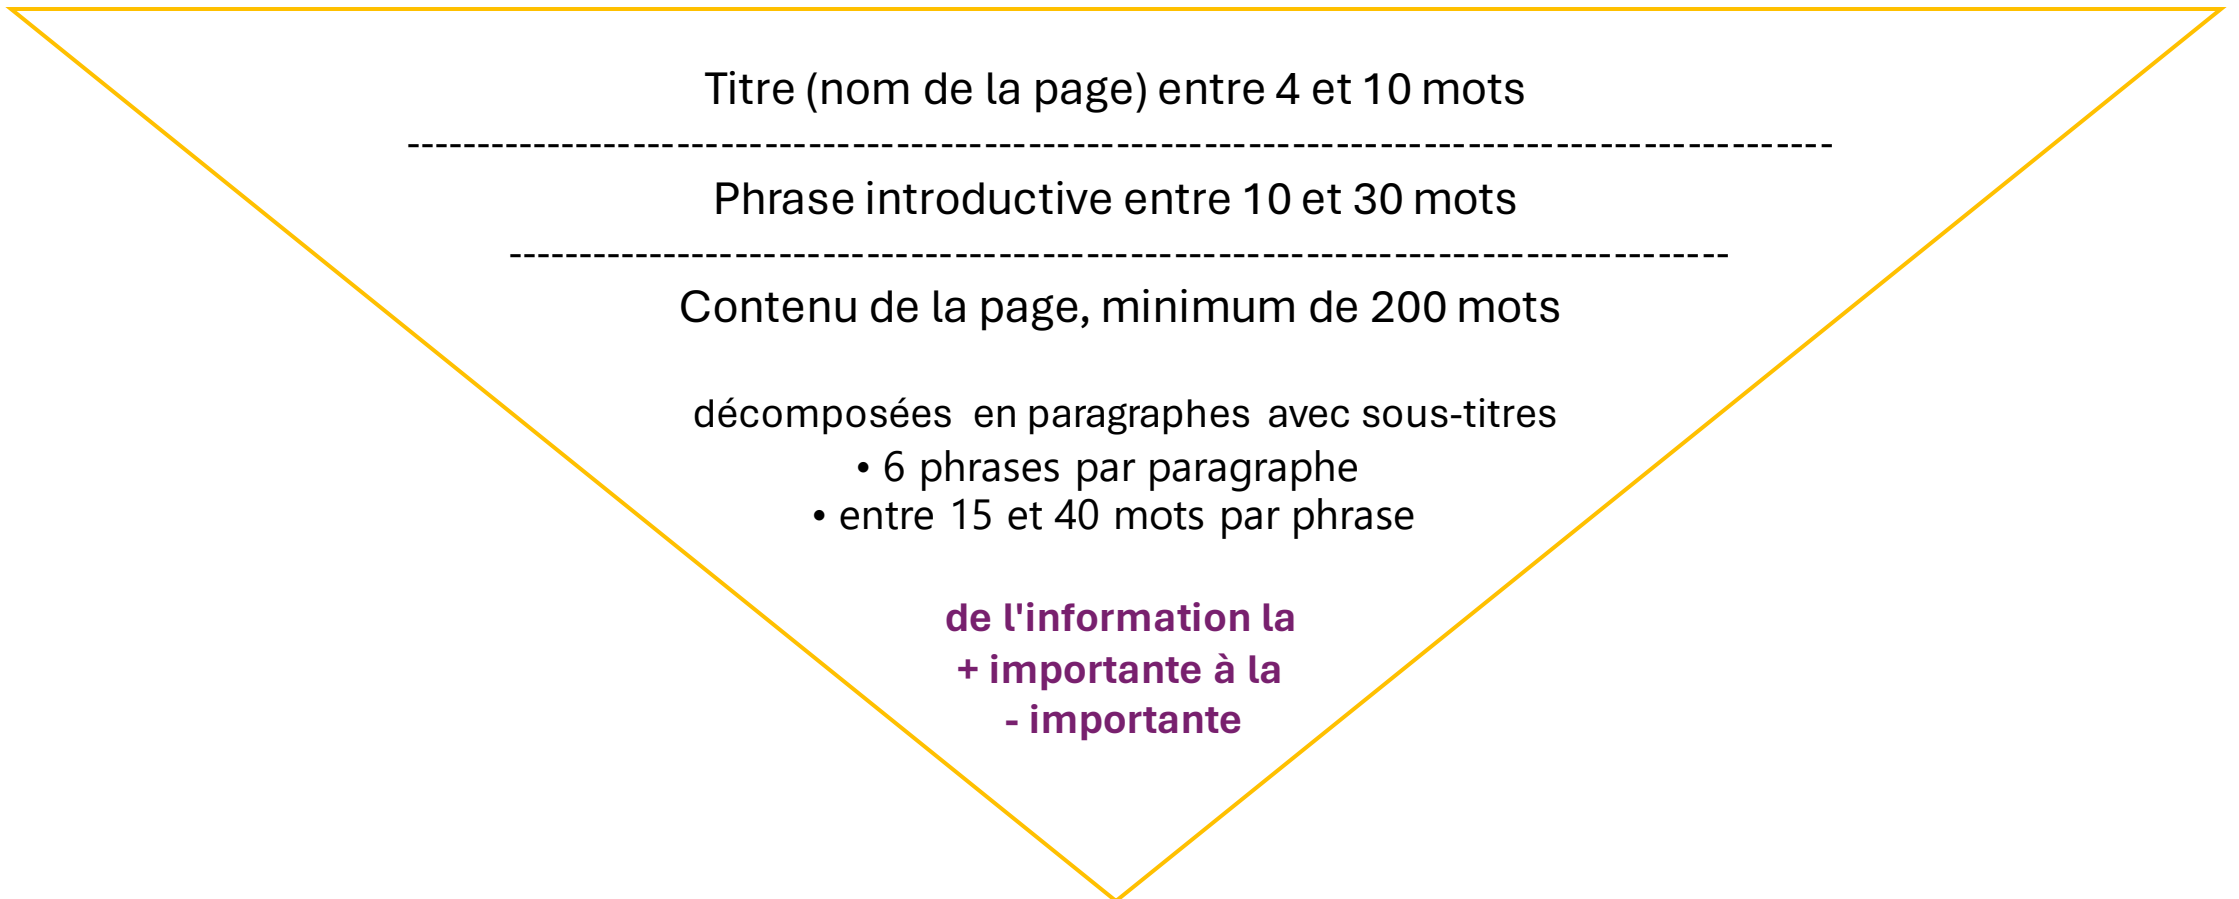 Titre (nom de la page) entre 4 et 10 mots
Phrase introductive entre 10 et 30 mots
Contenu de la page, minimum de 200 mots
décomposées en paragraphes avec sous-titres
• 6 phrases par paragraphe
• entre 15 et 40 mots par phrase
de l'information la
+ importante à la
- importante